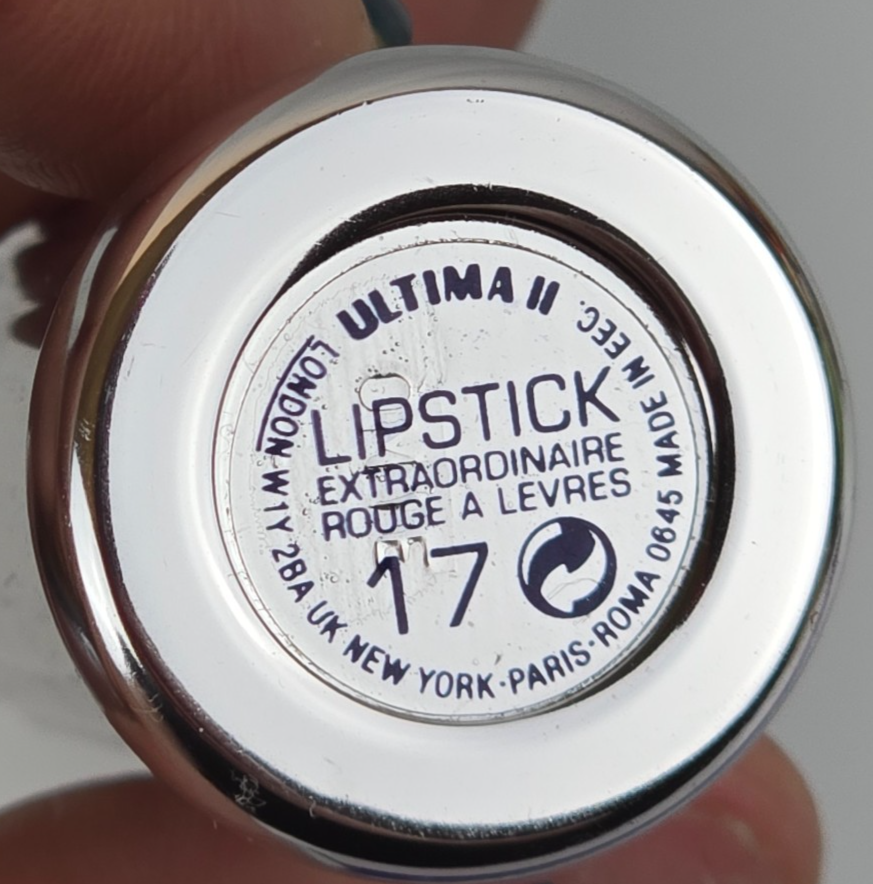 ULTIMA II
LIPSTICK
EXTRAORDINAIRE
ROUGE A LEVRES
17
LONDON W1Y 2BA UK NEW YORK·PARIS·ROMA 0645 MADE IN EEC.